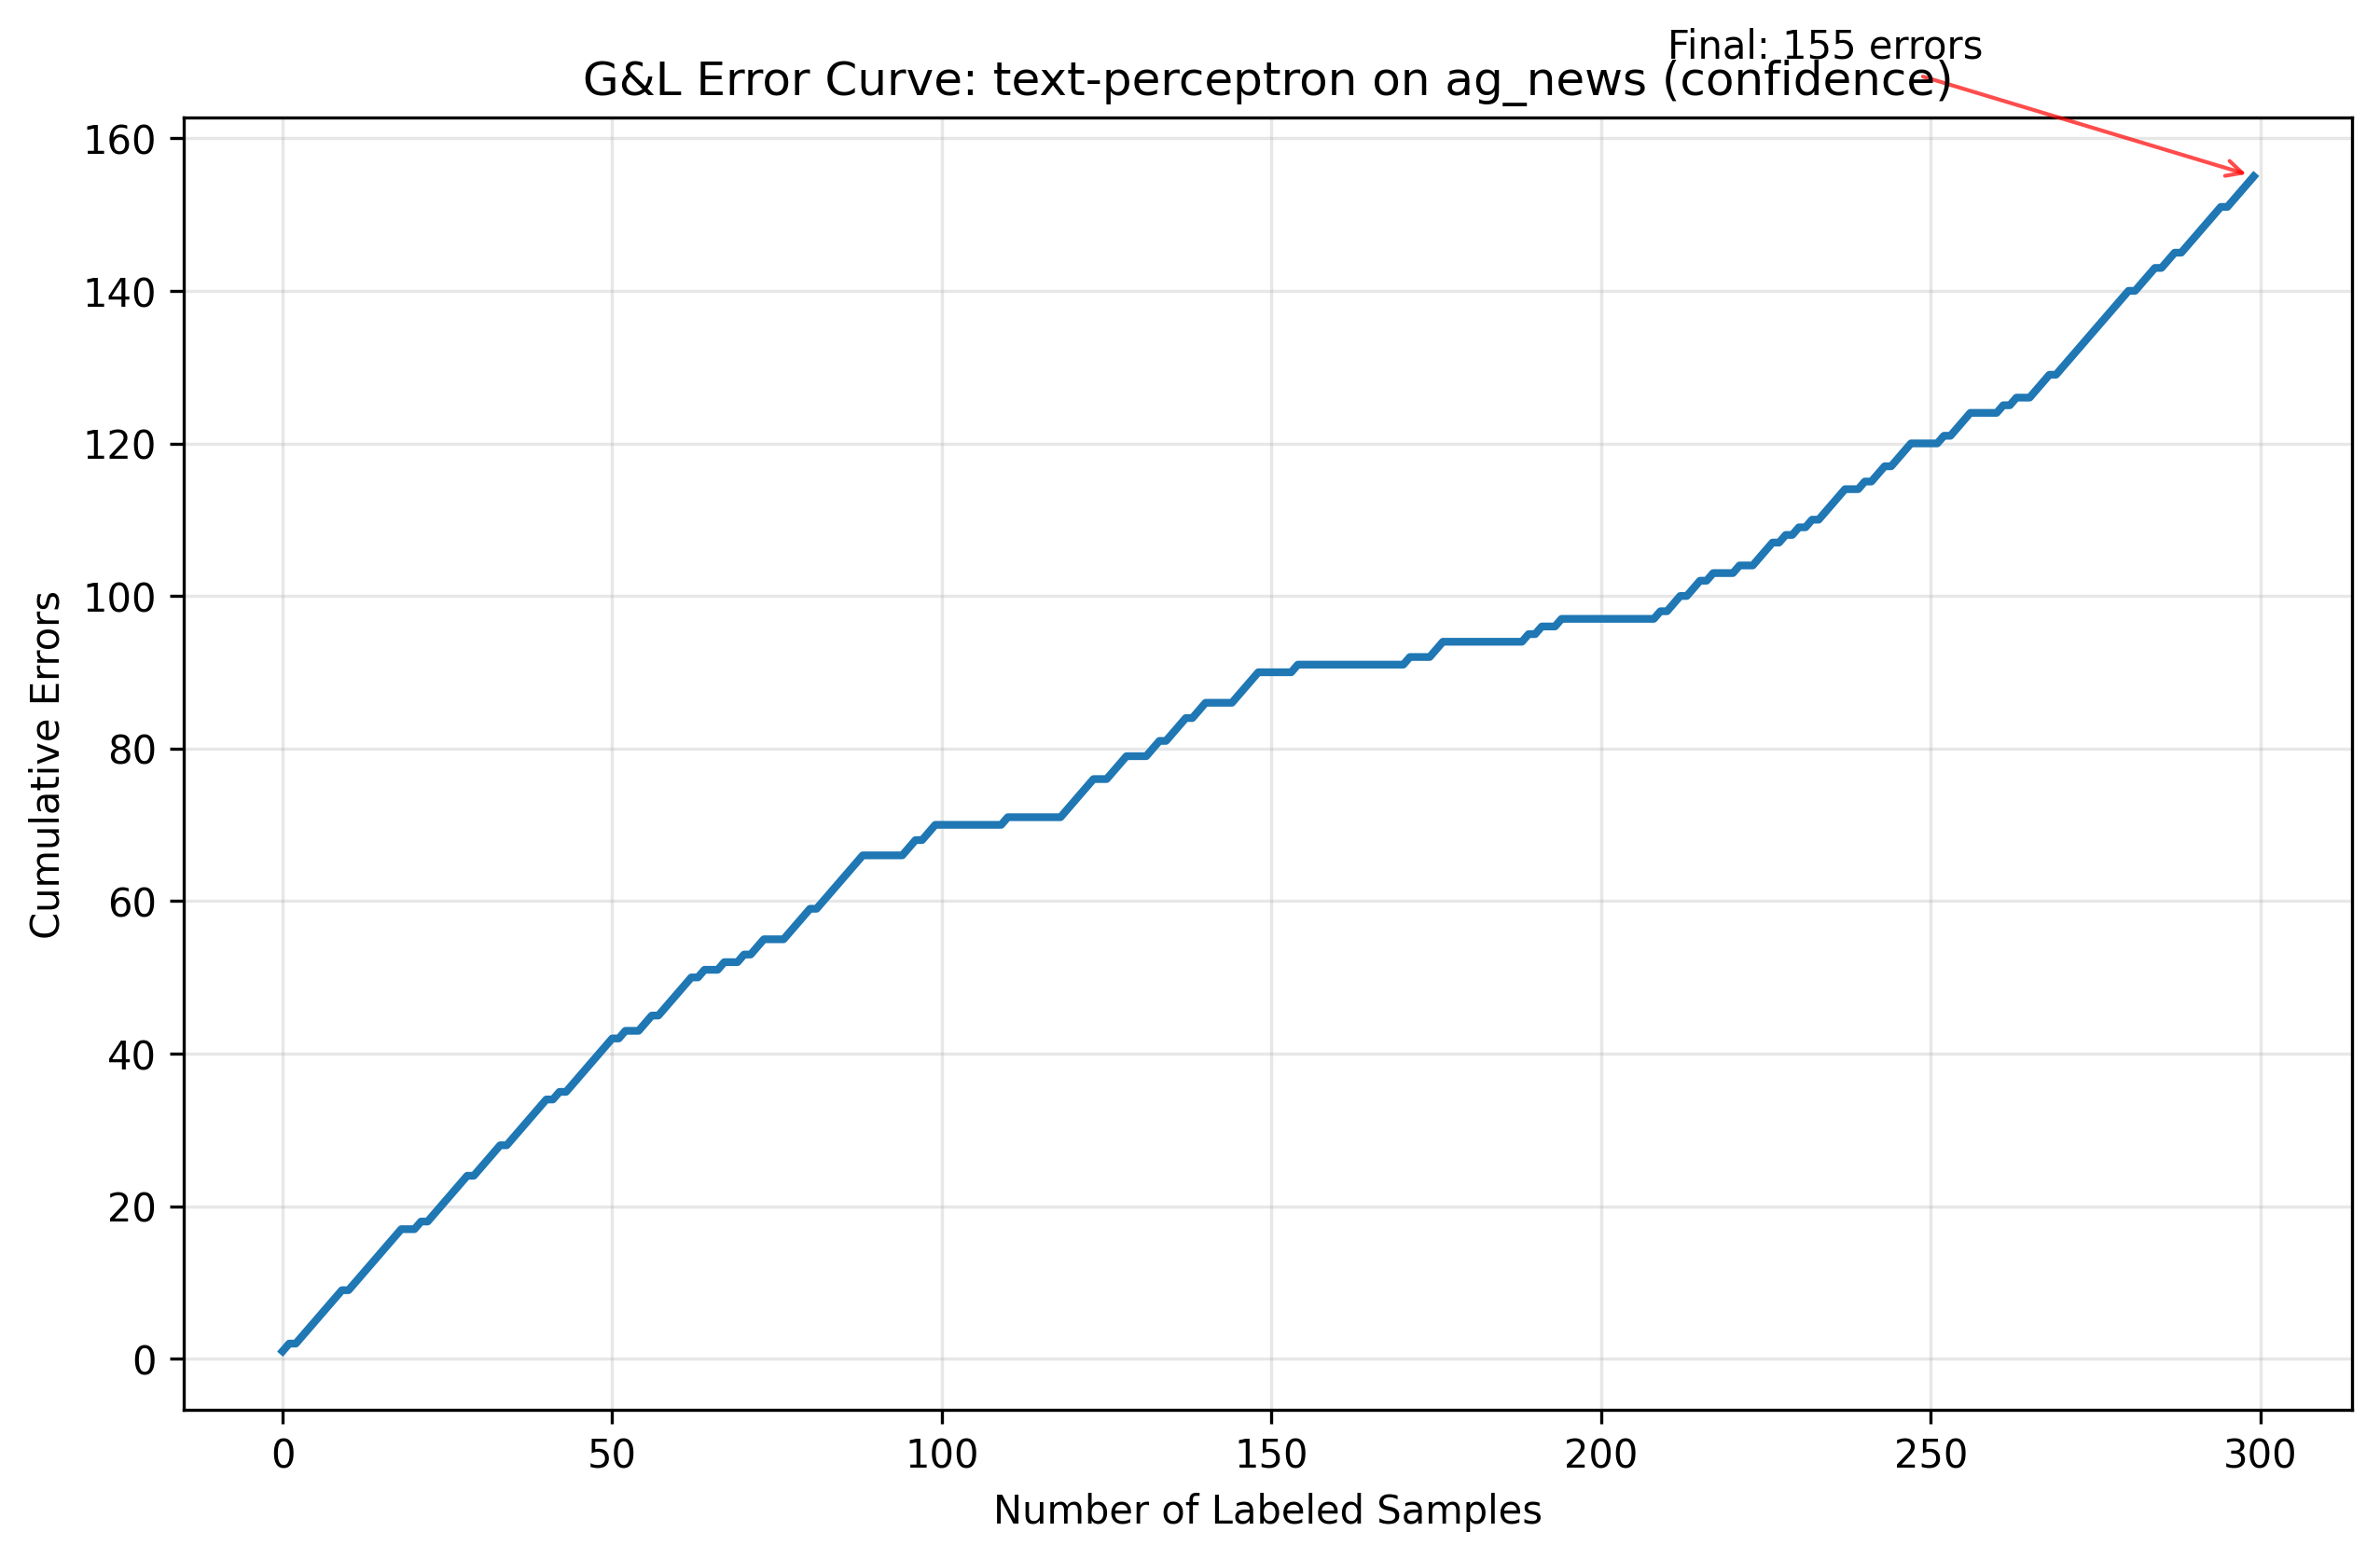 Final: 155 errors
G&L Error Curve: text-perceptron on ag_news (confidence)
160
140
120
100
80
60
40
20
0
Cumulative Errors
0 50 100 150 200 250 300
Number of Labeled Samples